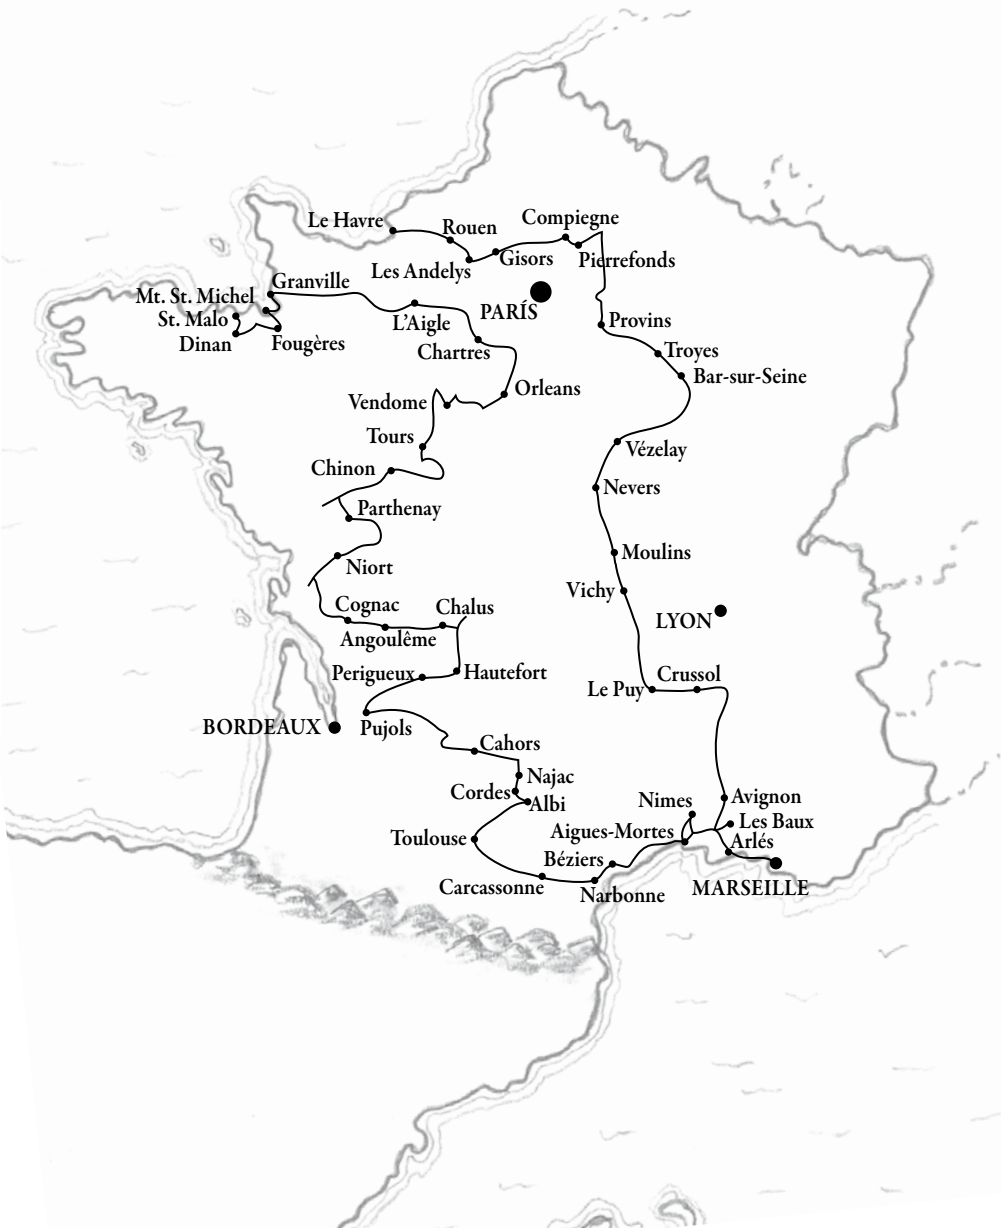 Compiegne
Le Havre
Rouen
Gisors
Pierrefonds
Les Andelys
Granville
Mt. St. Michel
PARÍS
St. Malo
L'Aigle
Provins
Dinan
Fougères
Chartres
Troyes
Bar-sur-Seine
Orleans
Vendome
Tours
Vézelay
Chinon
Nevers
Parthenay
Moulins
Niort
Vichy
Cognac
Chalus
LYON
Angoulême
Perigueux
Hautefort
Crussol
Le Puy
BORDEAUX
Pujols
Cahors
Najac
Cordes
Albi
Nimes
Avignon
Les Baux
Toulouse
Aigues-Mortes
Arlés
Béziers
Carcassonne
Narbonne
MARSEILLE